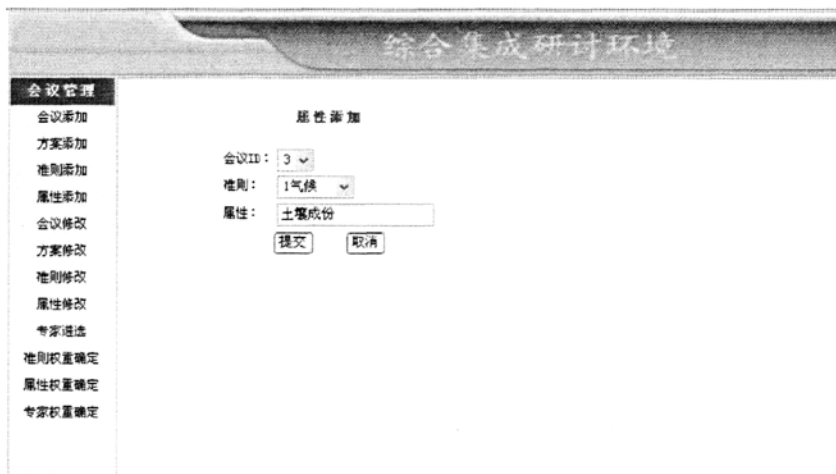 综合集成研讨环境
会议管理
会议添加
方案添加
准则添加
属性添加
会议修改
方案修改
准则修改
属性修改
专家遴选
准则权重确定
属性权重确定
专家权重确定
属性添加
会议ID： 3
准则： 1气候
属性： 土壤成份
提交 取消